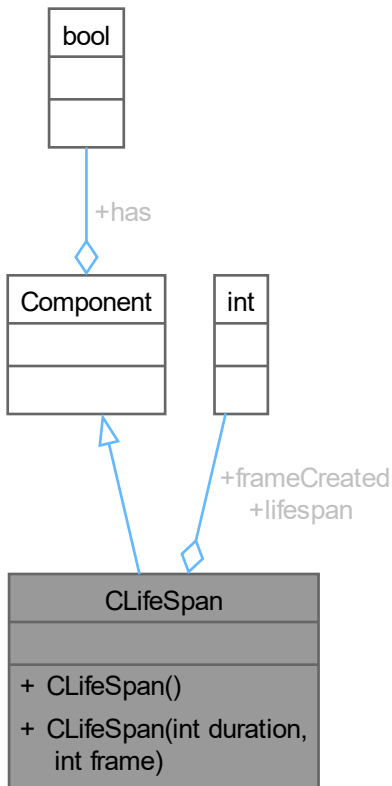 bool
+has
Component
int
+frameCreated
+lifespan
CLifeSpan
+ CLifeSpan()
+ CLifeSpan(int duration,
int frame)